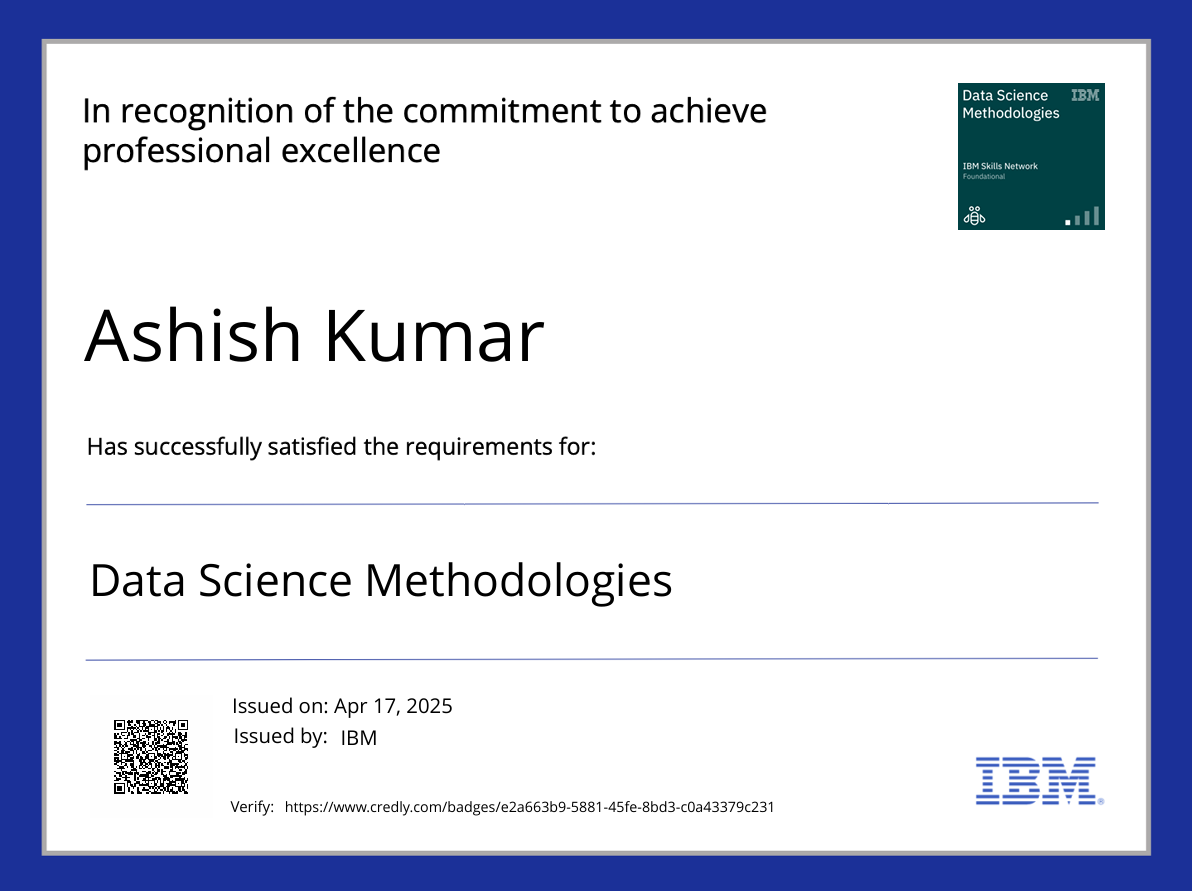 In recognition of the commitment to achieve
professional excellence
Data Science
Methodologies
IBM
IBM Skills Network
Foundational
Ashish Kumar
Has successfully satisfied the requirements for:
Data Science Methodologies
Issued on: Apr 17, 2025
Issued by: IBM
Verify: https://www.credly.com/badges/e2a663b9-5881-45fe-8bd3-c0a43379c231
IBM®